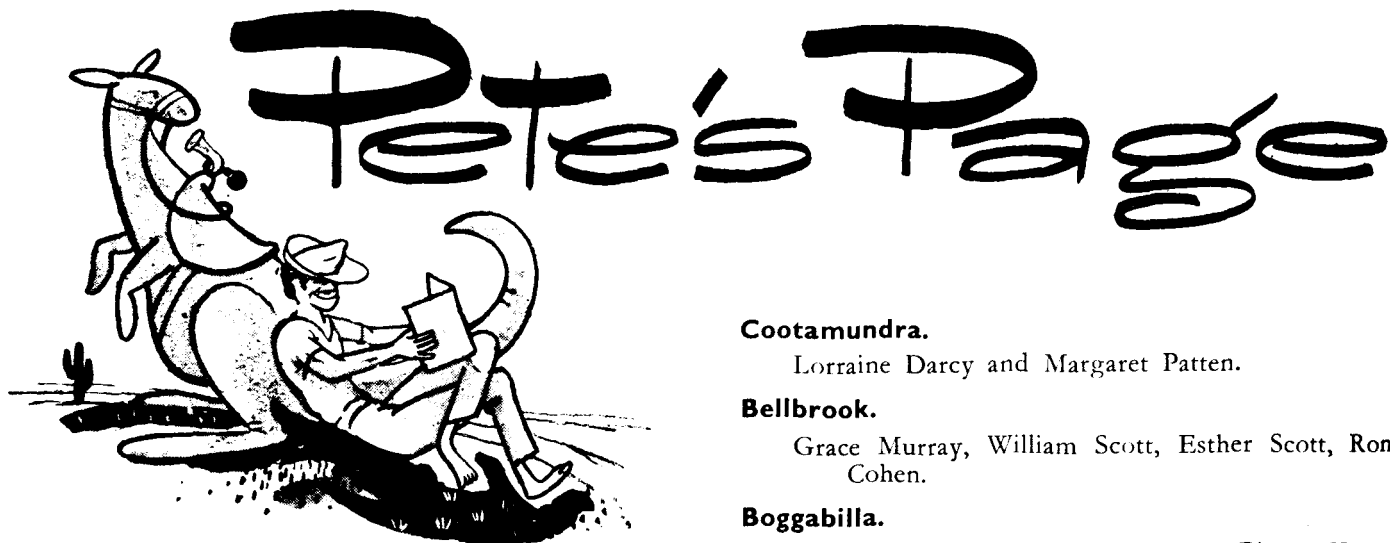 Pete's Page
Cootamundra.
Lorraine Darcy and Margaret Patten.
Bellbrook.
Grace Murray, William Scott, Esther Scott, Ron
Cohen.
Boggabilla.